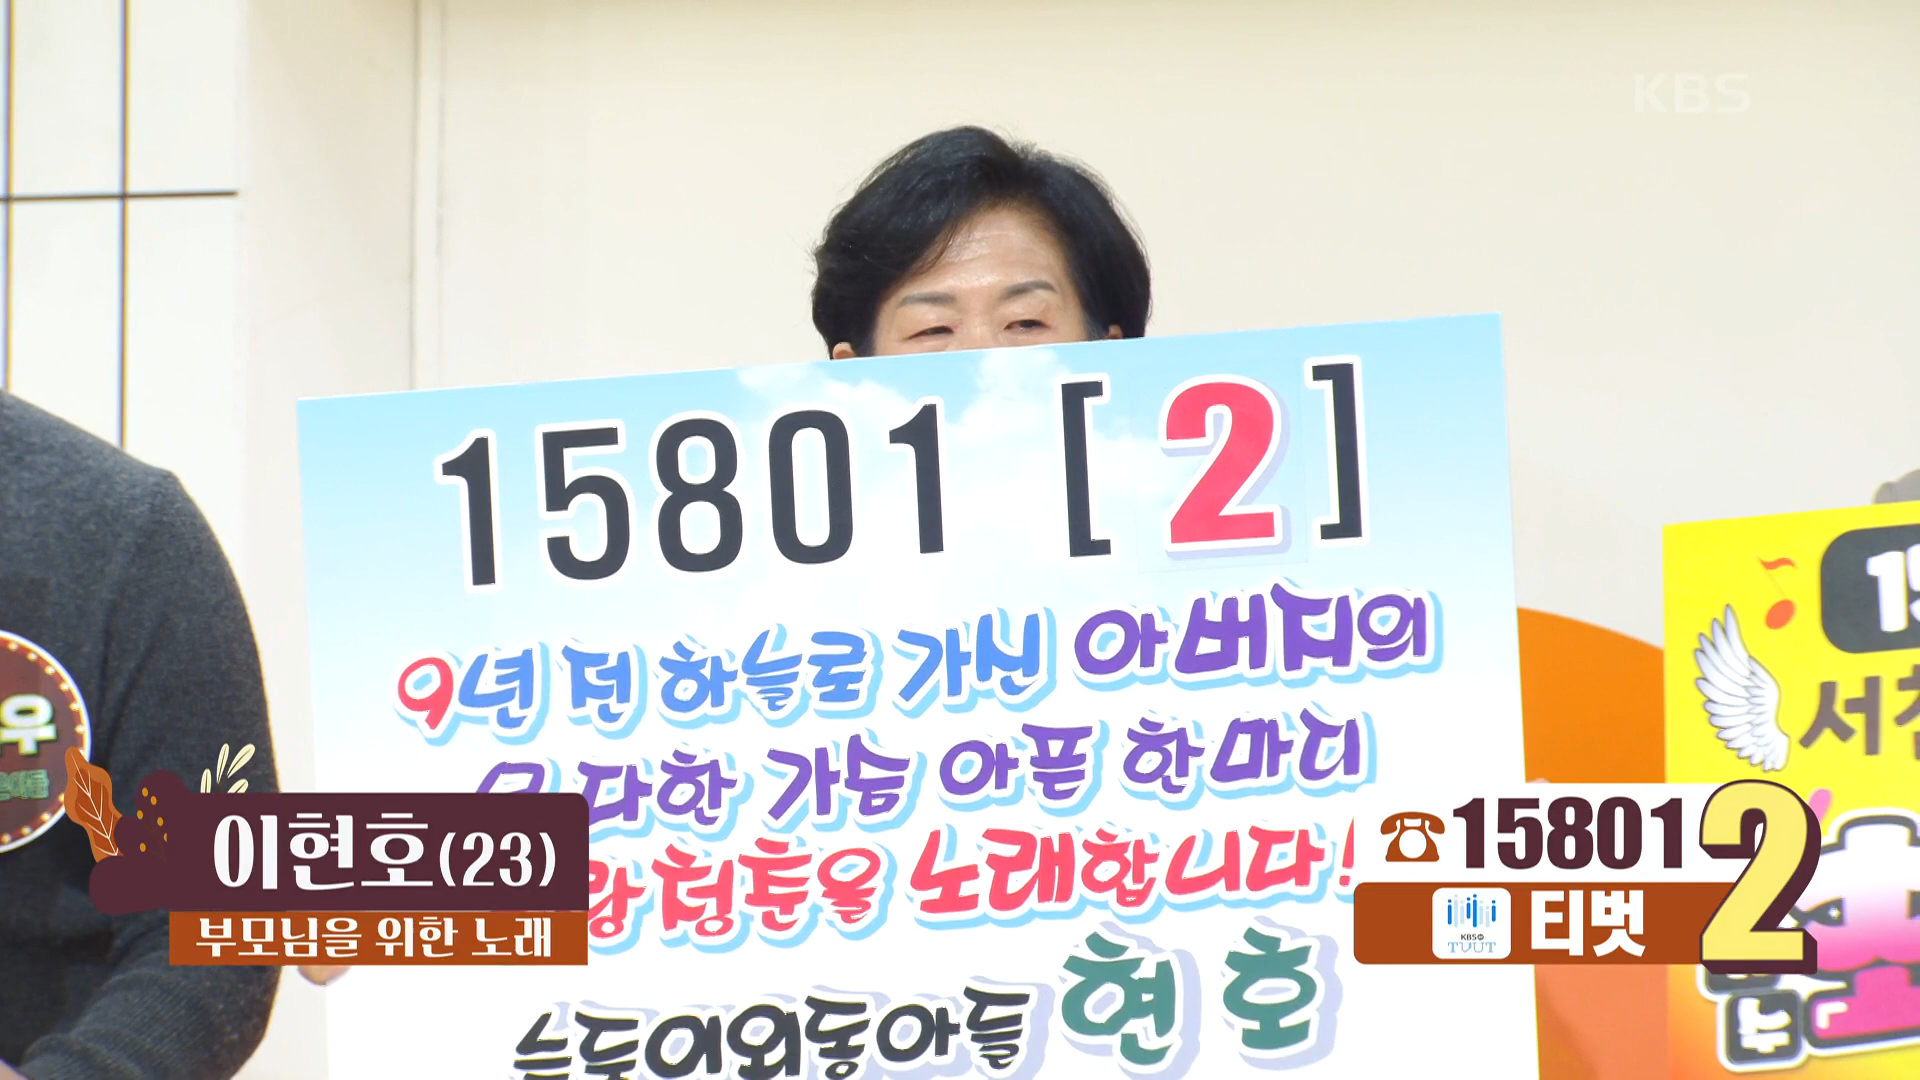 KBS
15801 [2]
9년 전 하늘로 가신 아버지의
못 다한 가슴 아픈 한마디
청춘을 노래합니다!
늦둥이외동아들 현호
우
15
서
이현호(23)
부모님을 위한 노래
15801 2
KBS
TVUT
티벗